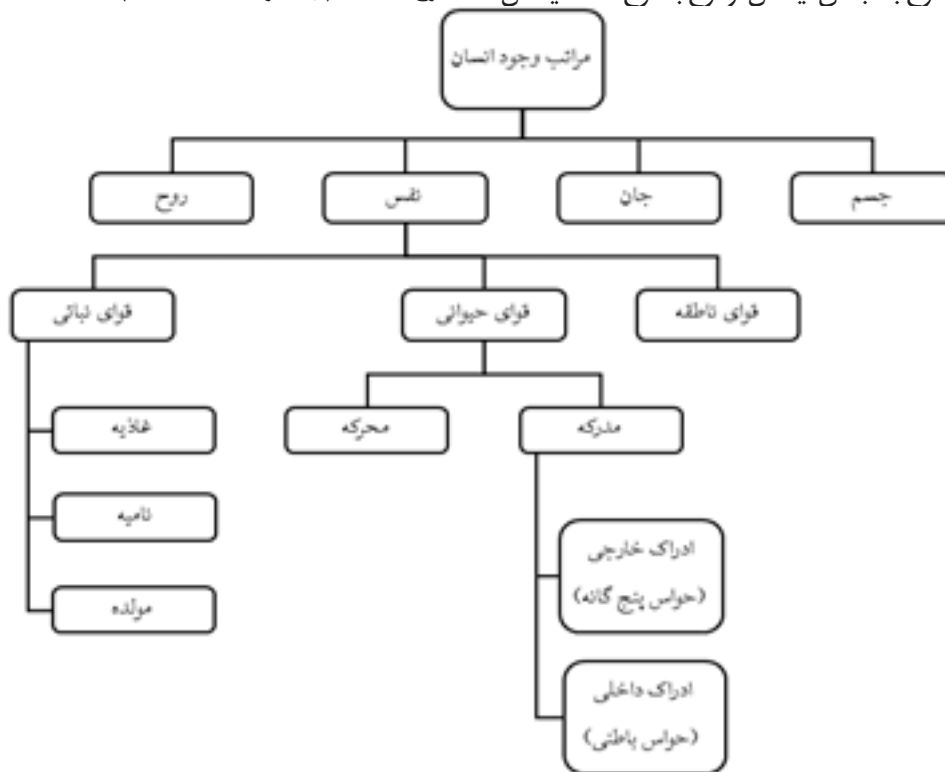 مراتب وجود انسان
جسم
جان
نفس
روح
قوای ناطقه
قوای حیوانی
قوای نباتی
مدرکه
محرکه
غاذیه
نامیه
مولده
ادراک خارجی
(حواس پنج گانه)
ادراک داخلی
(حواس باطنی)